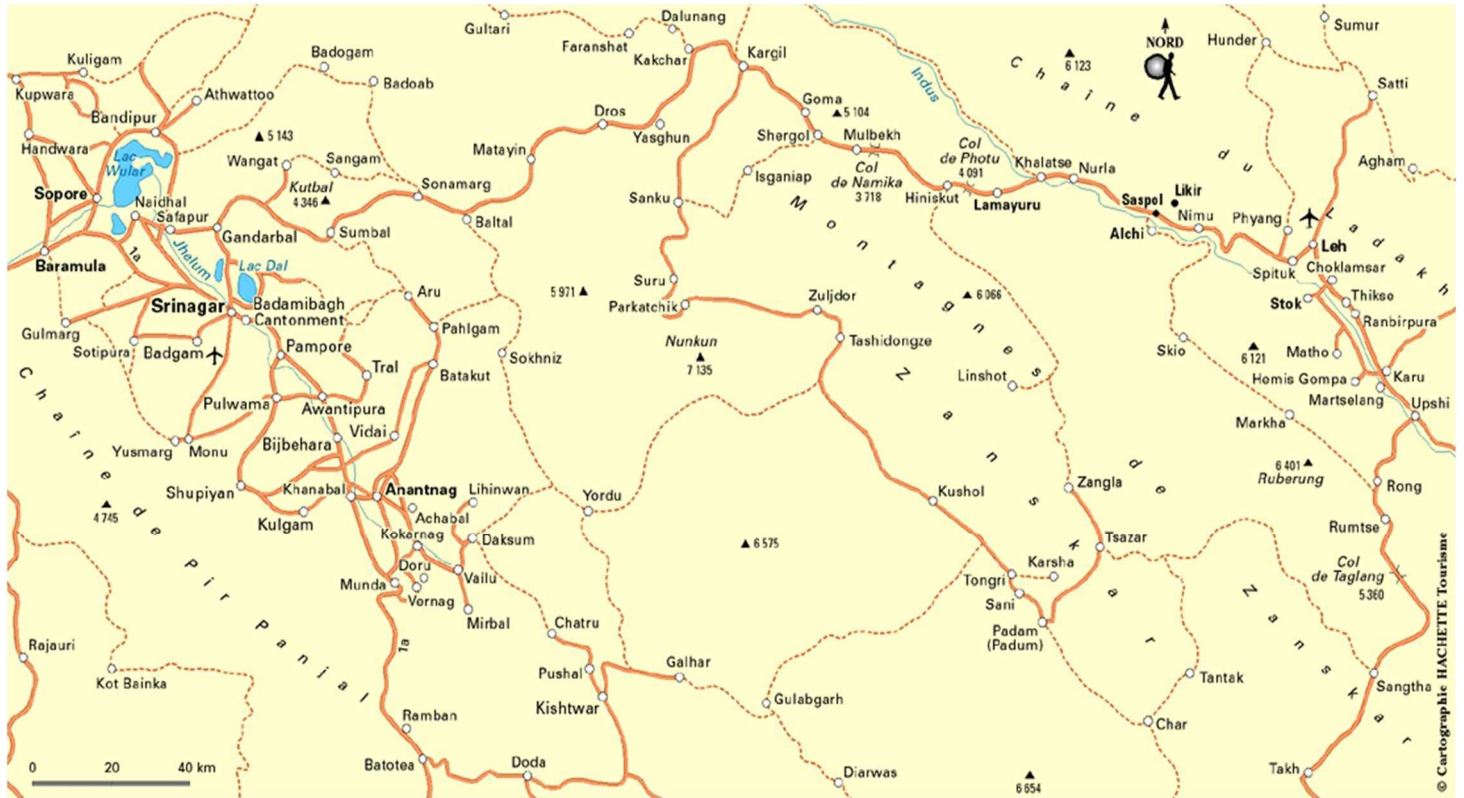 Gultari
Dalunang
Faranshat
Kakchar
Kargil
NORD
Hunder
Sumur
Kuligam
Badogam
Badoab
Kupwara
Athwattoo
Bandipur
Handwara
5 143
Lac
Wular
Wangat
Sangam
Kutbal
4 346
Sopore
Naidhal
Safapur
Gandarbal
Sumbal
Sonamarg
Baltal
Matayin
Dros
Yasghun
Goma
5 104
Shergol
Mulbekh
Isganiap
Col
de Namika
3 718
Col
de Photu
4 091
Hiniskut
Lamayuru
Khalatse
Nurla
Indus
Chaine du Ladakh
6 123
Satti
Agham
Saspol
Likir
Nimu
Alchi
Phyang
Leh
Spituk
Choklamsar
Stok
Thikse
Ranbirpura
Matho
Hemis Gompa
Karu
Martselang
Upshi
Baramula
1a
Jhelum
Lac Dal
Srinagar
Badamibagh
Cantonment
Gulmarg
Sotipura
Badgam
Pampore
Aru
Pahlgam
Batakut
Tral
Pulwama
Awantipura
Vidai
Bijbehara
Yusmarg
Monu
Shupiyan
Khanabal
Kulgam
Anantnag
Achabal
Lihinwan
Kokarnag
Daksum
Doru
Vailu
Munda
Vernag
Mirbal
Sokhniz
Yordu
Sanku
Suru
Parkatchik
5 971
Nunkun
7 135
Zuljdor
Tashidongze
6 066
Montagnes de Zanskar
Linshot
Skio
6 121
Markha
6 401
Ruberung
Rong
Rumtse
Col
de Taglang
5 360
Kushol
Zangla
Tsazar
Karsha
Tongri
Sani
Padam
(Padum)
6 575
Zanskar
Tantak
Char
Sangtha
Takh
Chaine de Pir Panjal
4 745
Rajauri
Kot Bainka
1a
Ramban
Batotea
Doda
Chatru
Pushal
Kishtwar
Galhar
Gulabgarh
Diarwas
6 654
0 20 40 km
© Cartographie HACHETTE Tourisme